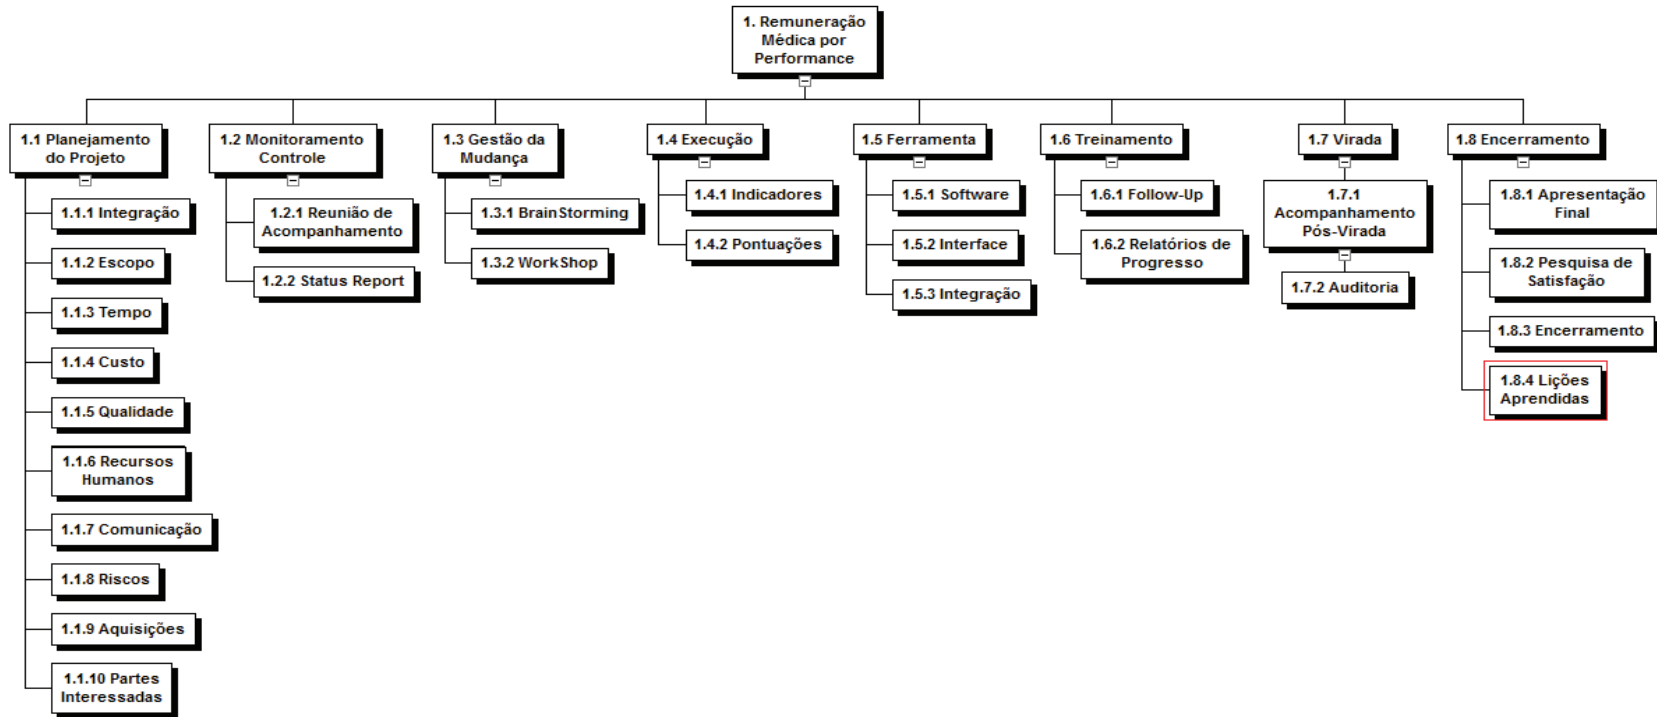 1. Remuneração
Médica por
Performance
1.1 Planejamento
do Projeto
1.1.1 Integração
1.1.2 Escopo
1.1.3 Tempo
1.1.4 Custo
1.1.5 Qualidade
1.1.6 Recursos
Humanos
1.1.7 Comunicação
1.1.8 Riscos
1.1.9 Aquisições
1.1.10 Partes
Interessadas
1.2 Monitoramento
Controle
1.2.1 Reunião de
Acompanhamento
1.2.2 Status Report
1.3 Gestão da
Mudança
1.3.1 BrainStorming
1.3.2 WorkShop
1.4 Execução
1.4.1 Indicadores
1.4.2 Pontuações
1.5 Ferramenta
1.5.1 Software
1.5.2 Interface
1.5.3 Integração
1.6 Treinamento
1.6.1 Follow-Up
1.6.2 Relatórios de
Progresso
1.7 Virada
1.7.1
Acompanhamento
Pós-Virada
1.7.2 Auditoria
1.8 Encerramento
1.8.1 Apresentação
Final
1.8.2 Pesquisa de
Satisfação
1.8.3 Encerramento
1.8.4 Lições
Aprendidas